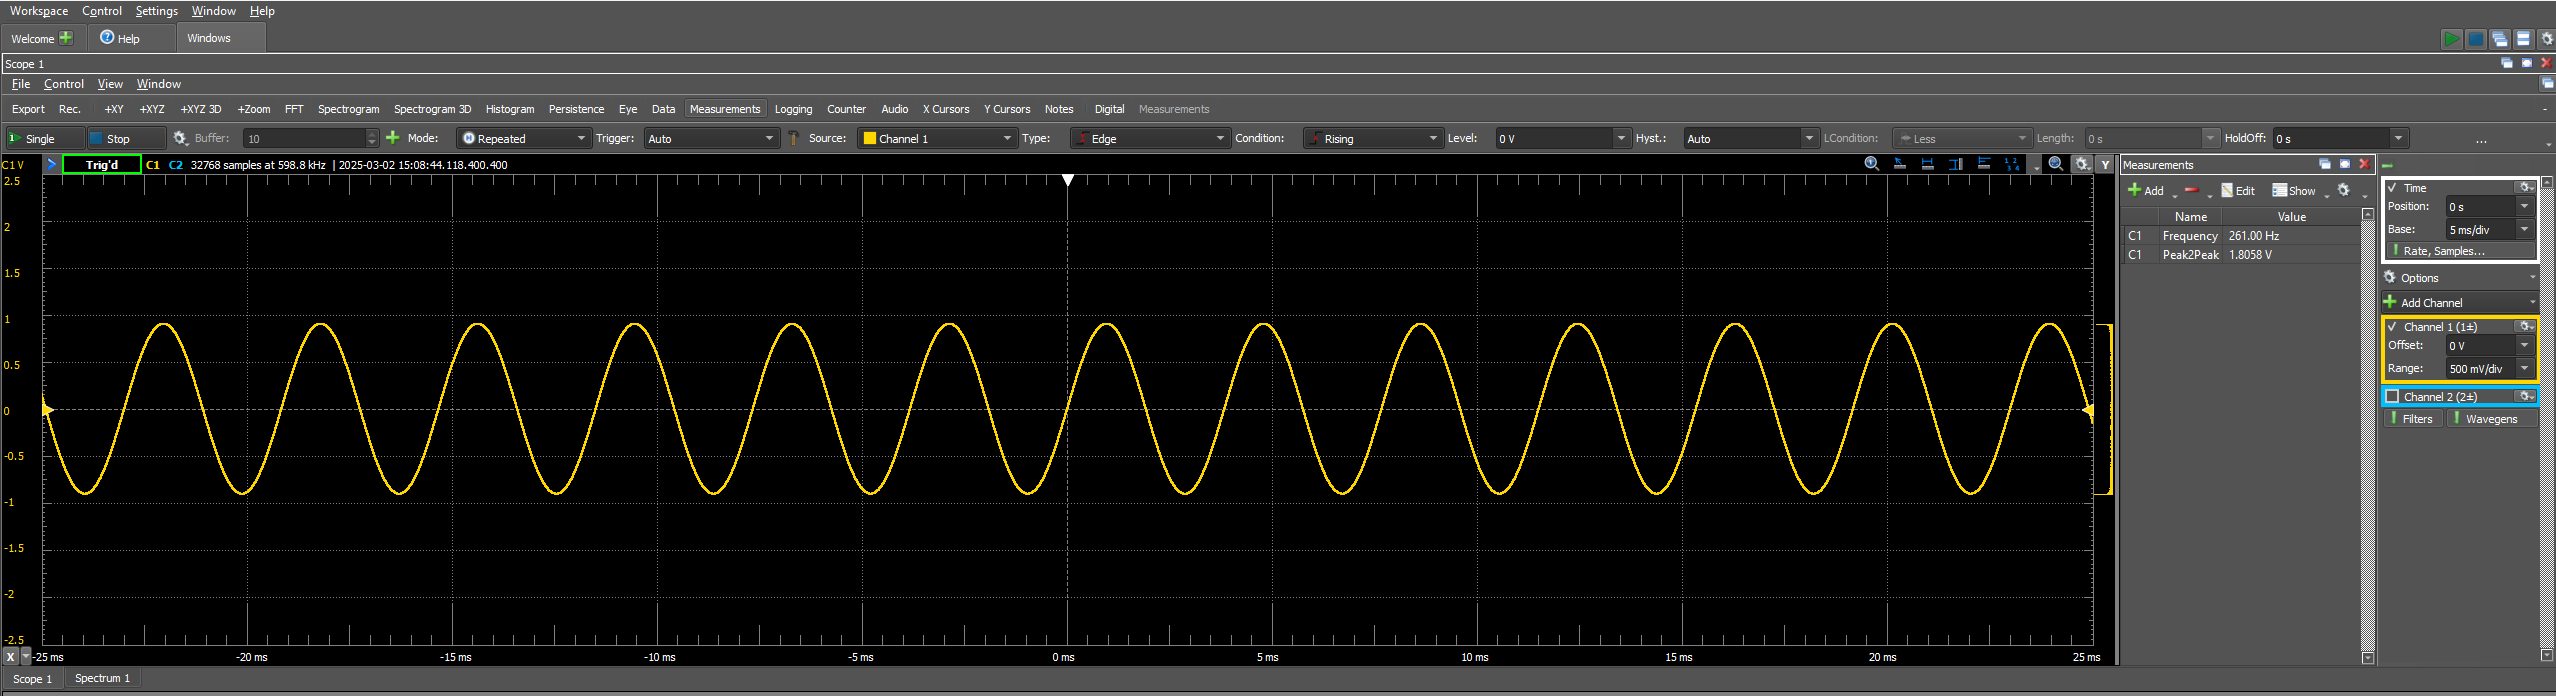 Workspace Control Settings Window Help
Welcome Help Windows
Scope 1
File Control View Window
Export Rec. +XY +XYZ +XYZ 3D +Zoom FFT Spectrogram Spectrogram 3D Histogram Persistence Eye Data Measurements Logging Counter Audio X Cursors Y Cursors Notes Digital Measurements -
Single Stop Buffer: 10 Mode: Repeated Trigger: Auto Source: Channel 1 Type: Edge Condition: Rising Level: 0 V Hyst.: Auto LCondition: Less Length: 0 s HoldOff: 0 s ...
C1 V Trig'd C1 C2 32768 samples at 598.8 kHz | 2025-03-02 15:08:44.118.400.400 Y
2.5
2
1.5
1
0.5
0
-0.5
-1
-1.5
-2
-2.5
X -25 ms -20 ms -15 ms -10 ms -5 ms 0 ms 5 ms 10 ms 15 ms 20 ms 25 ms
Measurements
Add Edit Show
Name Value
C1 Frequency 261.00 Hz
C1 Peak2Peak 1.8058 V
Time
Position: 0 s
Base: 5 ms/div
Rate, Samples...
Options
Add Channel
Channel 1 (1±)
Offset: 0 V
Range: 500 mV/div
Channel 2 (2±)
Filters Wavegens
Scope 1 Spectrum 1